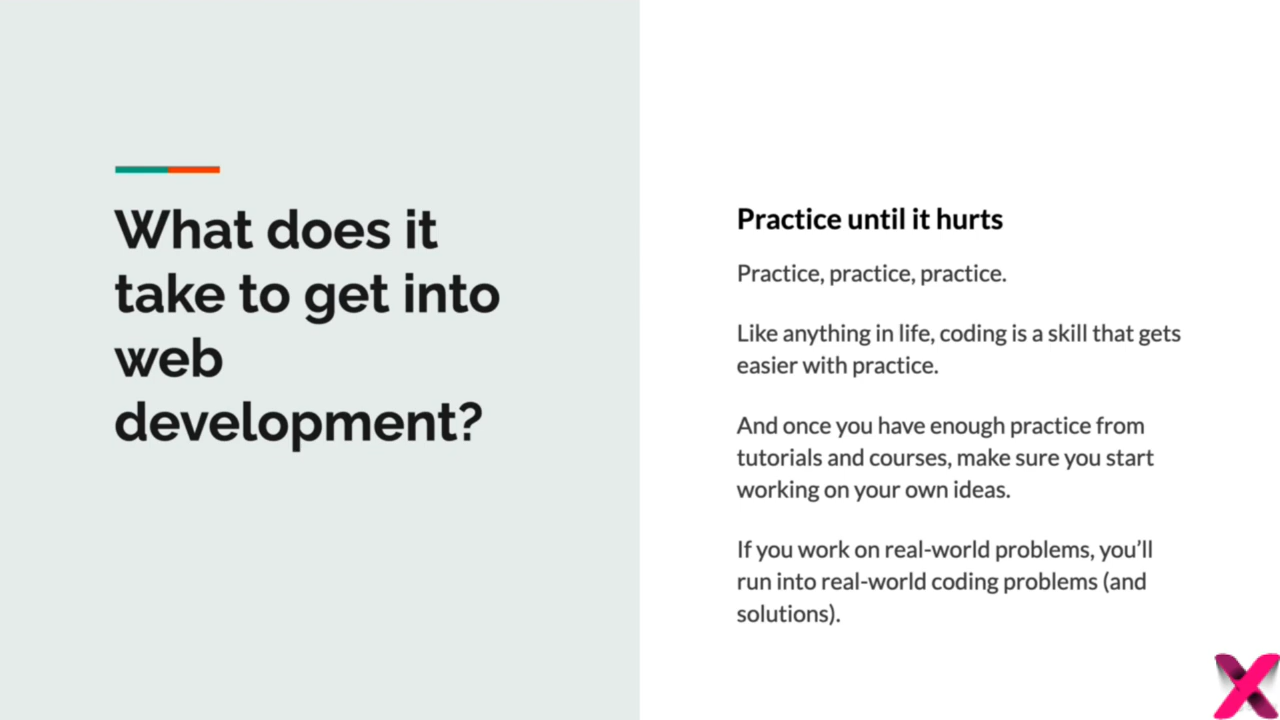 What does it
take to get into
web
development?
Practice until it hurts
Practice, practice, practice.
Like anything in life, coding is a skill that gets
easier with practice.
And once you have enough practice from
tutorials and courses, make sure you start
working on your own ideas.
If you work on real-world problems, you’ll
run into real-world coding problems (and
solutions).